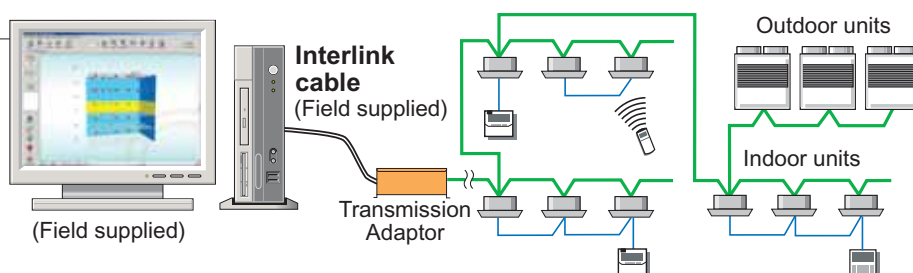 Interlink
cable
(Field supplied)
(Field supplied)
Transmission
Adaptor
Outdoor units
Indoor units